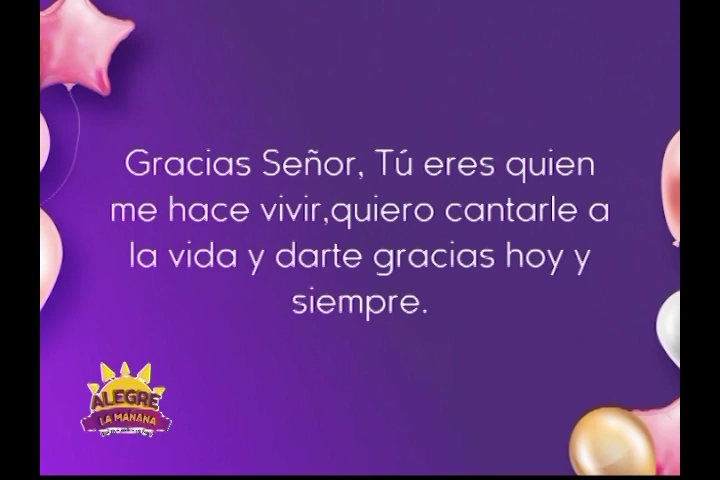 Gracias Señor, Tú eres quien
me hace vivir,quiero cantarle a
la vida y darte gracias hoy y
siempre.
ALEGRE
LA MAÑANA